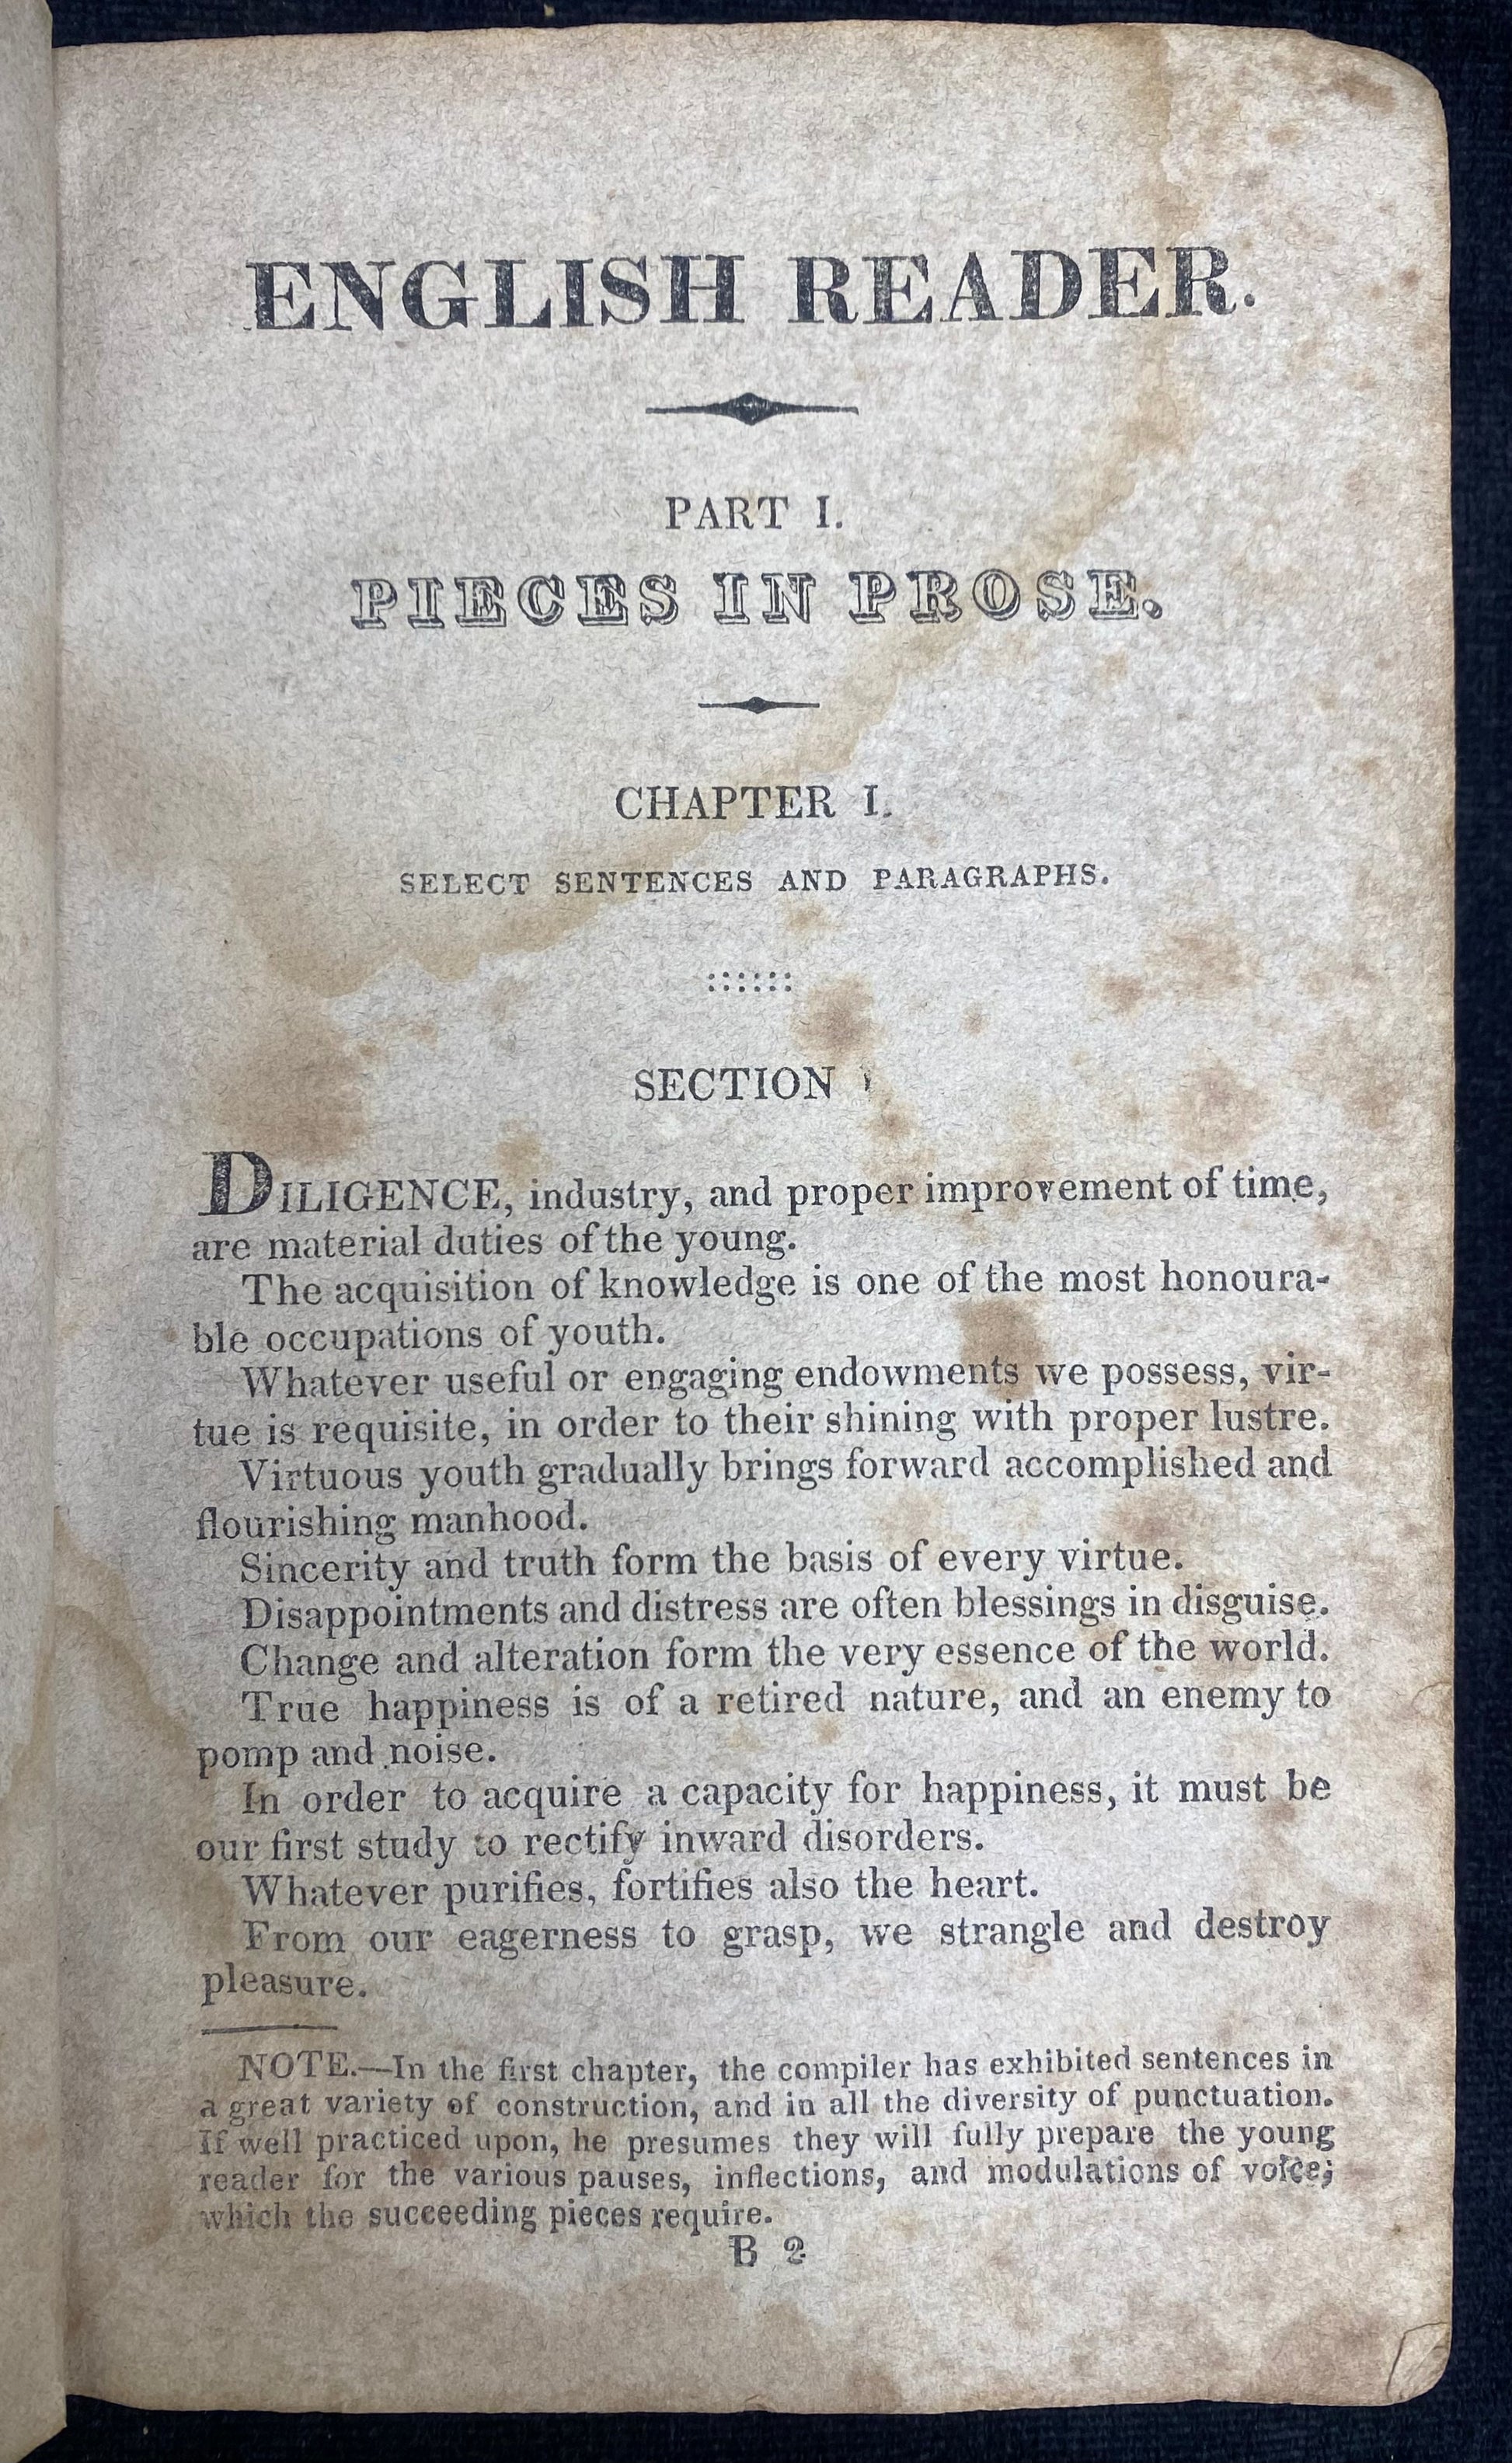 ENGLISH READER.
PART I.
PIECES IN PROSE.
CHAPTER I.
SELECT SENTENCES AND PARAGRAPHS.
SECTION
DILIGENCE, industry, and proper improvement of time,
are material duties of the young.
The acquisition of knowledge is one of the most honoura-
ble occupations of youth.
Whatever useful or engaging endowments we possess, vir-
tue is requisite, in order to their shining with proper lustre.
Virtuous youth gradually brings forward accomplished and
flourishing manhood.
Sincerity and truth form the basis of every virtue.
Disappointments and distress are often blessings in disguise.
Change and alteration form the very essence of the world.
True happiness is of a retired nature, and an enemy to
pomp and noise.
In order to acquire a capacity for happiness, it must be
our first study to rectify inward disorders.
Whatever purifies, fortifies also the heart.
From our eagerness to grasp, we strangle and destroy
pleasure.
NOTE.—In the first chapter, the compiler has exhibited sentences in
a great variety of construction, and in all the diversity of punctuation.
If well practiced upon, he presumes they will fully prepare the young
reader for the various pauses, inflections, and modulations of voice;
which the succeeding pieces require.
B 2